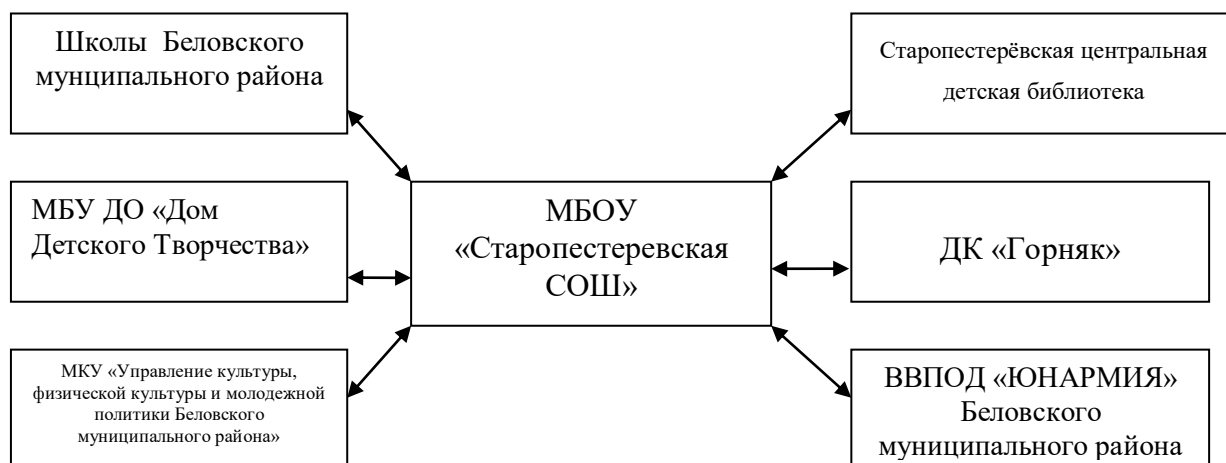 Школы Беловского
мунципального района
Старопестерёвская центральная
детская библиотека
МБУ ДО «Дом
Детского Творчества»
МБОУ
«Старопестеревская
СОШ»
ДК «Горняк»
МКУ «Управление культуры,
физической культуры и молодежной
политики Беловского
муниципального района»
ВВПОД «ЮНАРМИЯ»
Беловского
муниципального района